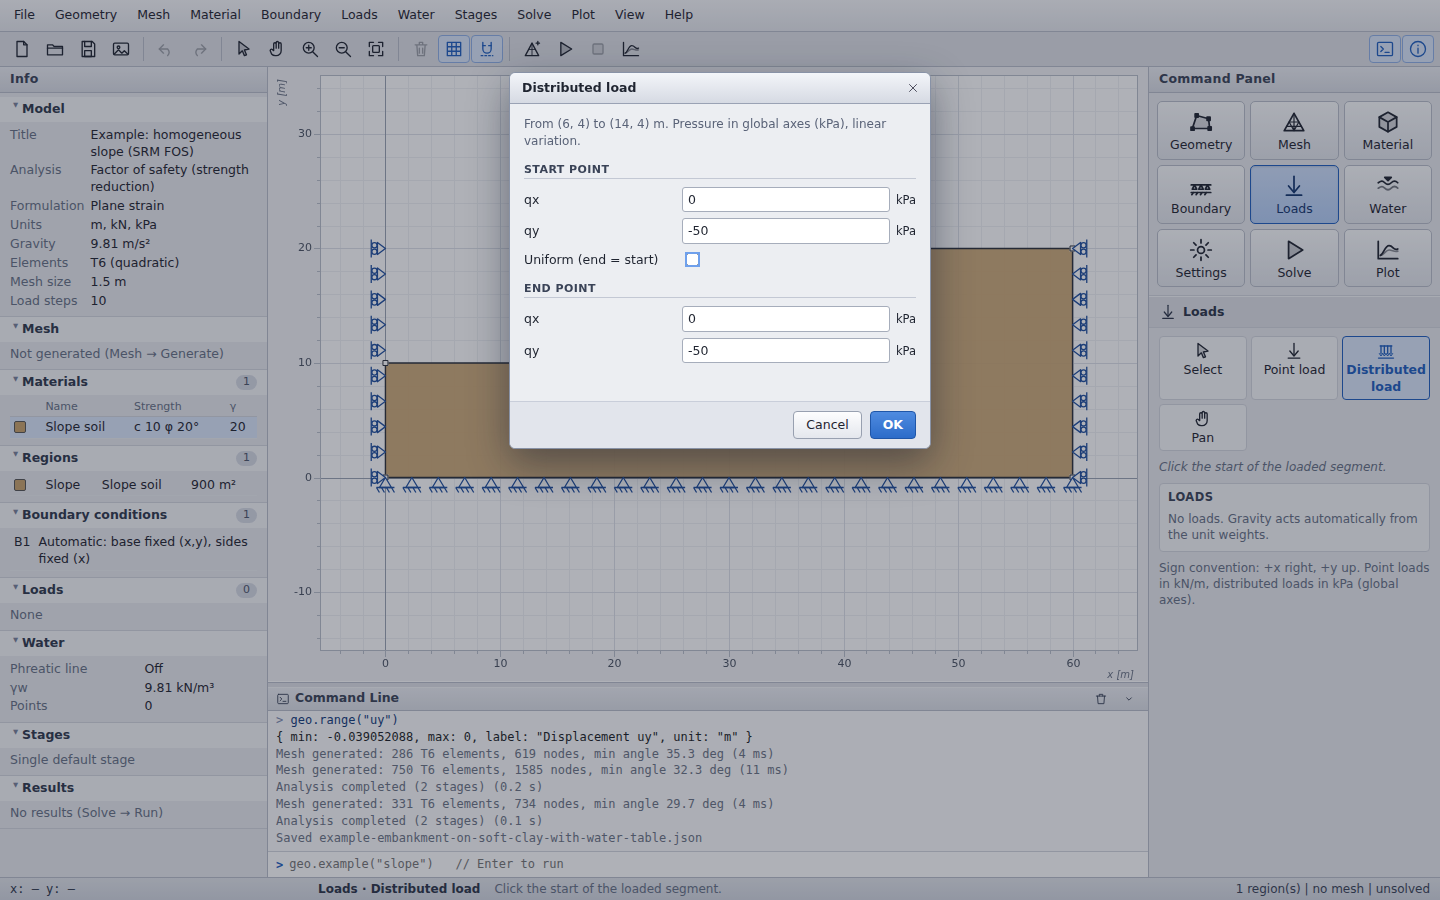 File Geometry Mesh Material Boundary Loads Water Stages Solve Plot View Help
Info
Model
Title Example: homogeneous slope (SRM FOS)
Analysis Factor of safety (strength reduction)
Formulation Plane strain
Units m, kN, kPa
Gravity 9.81 m/s²
Elements T6 (quadratic)
Mesh size 1.5 m
Load steps 10
Mesh
Not generated (Mesh → Generate)
Materials 1
Name Strength γ
Slope soil c 10 φ 20° 20
Regions 1
Slope Slope soil 900 m²
Boundary conditions 1
B1 Automatic: base fixed (x,y), sides fixed (x)
Loads 0
None
Water
Phreatic line Off
γw 9.81 kN/m³
Points 0
Stages
Single default stage
Results
No results (Solve → Run)
y [m]
30
20
10
0
-10
0 10 20 30 40 50 60
x [m]
Distributed load
From (6, 4) to (14, 4) m. Pressure in global axes (kPa), linear
variation.
START POINT
qx 0 kPa
qy -50 kPa
Uniform (end = start)
END POINT
qx 0 kPa
qy -50 kPa
Cancel OK
Command Line
> geo.range("uy")
{ min: -0.039052088, max: 0, label: "Displacement uy", unit: "m" }
Mesh generated: 286 T6 elements, 619 nodes, min angle 35.3 deg (4 ms)
Mesh generated: 750 T6 elements, 1585 nodes, min angle 32.3 deg (11 ms)
Analysis completed (2 stages) (0.2 s)
Mesh generated: 331 T6 elements, 734 nodes, min angle 29.7 deg (4 ms)
Analysis completed (2 stages) (0.1 s)
Saved example-embankment-on-soft-clay-with-water-table.json
> geo.example("slope") // Enter to run
Command Panel
Geometry Mesh Material
Boundary Loads Water
Settings Solve Plot
Loads
Select Point load Distributed load
Pan
Click the start of the loaded segment.
LOADS
No loads. Gravity acts automatically from
the unit weights.
Sign convention: +x right, +y up. Point loads
in kN/m, distributed loads in kPa (global
axes).
x: – y: – Loads · Distributed load Click the start of the loaded segment. 1 region(s) | no mesh | unsolved